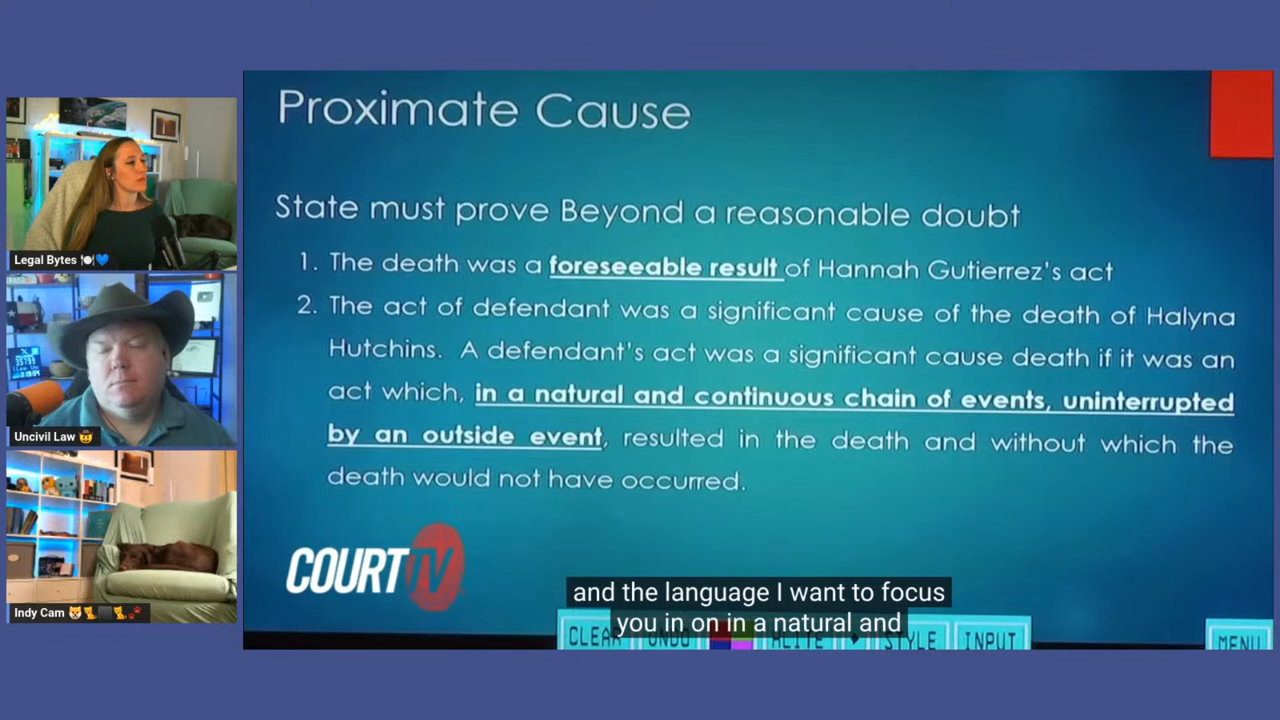 Proximate Cause
State must prove Beyond a reasonable doubt
1. The death was a foreseeable result of Hannah Gutierrez's act
2. The act of defendant was a significant cause of the death of Halyna
Hutchins. A defendant's act was a significant cause death if it was an
act which, in a natural and continuous chain of events, uninterrupted
by an outside event, resulted in the death and without which the
death would not have occurred.
COURT TV
and the language I want to focus
you in on in a natural and
CLEAR UNDO STYLE INPUT MENU
Legal Bytes 🍽️💙
Uncivil Law 🤠
Indy Cam